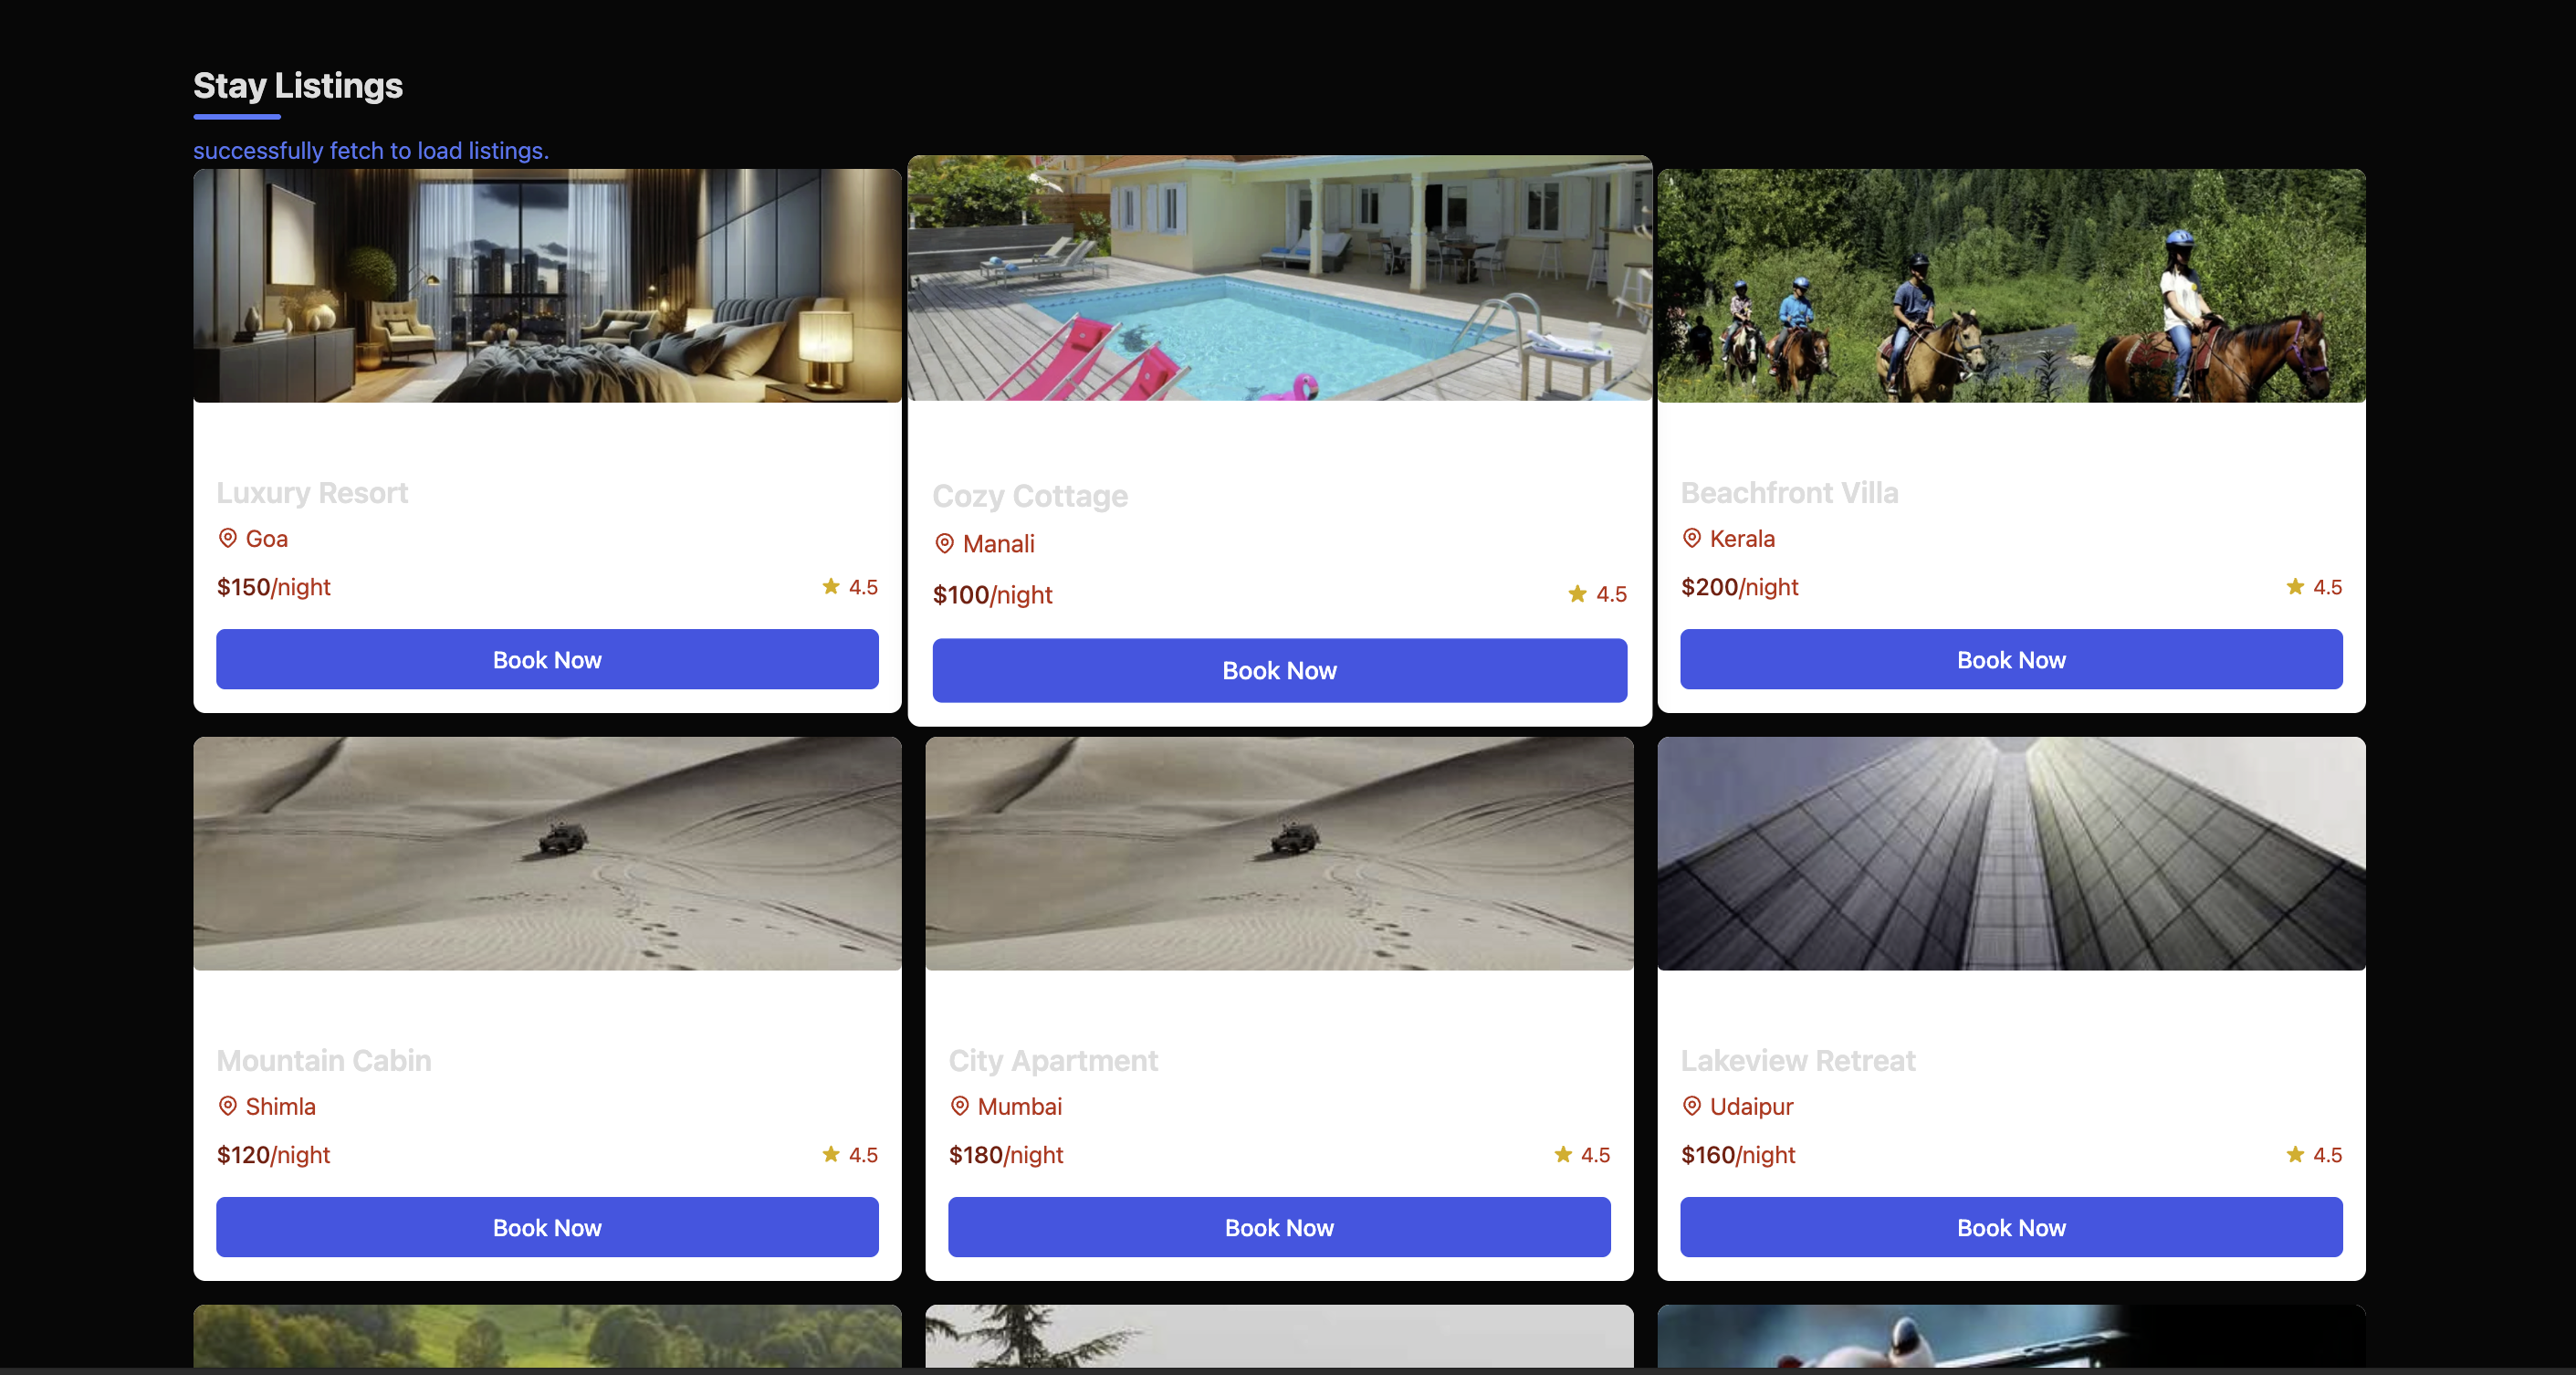 Stay Listings
successfully fetch to load listings.
Luxury Resort
Goa
$150/night
4.5
Book Now
Cozy Cottage
Manali
$100/night
4.5
Book Now
Beachfront Villa
Kerala
$200/night
4.5
Book Now
Mountain Cabin
Shimla
$120/night
4.5
Book Now
City Apartment
Mumbai
$180/night
4.5
Book Now
Lakeview Retreat
Udaipur
$160/night
4.5
Book Now